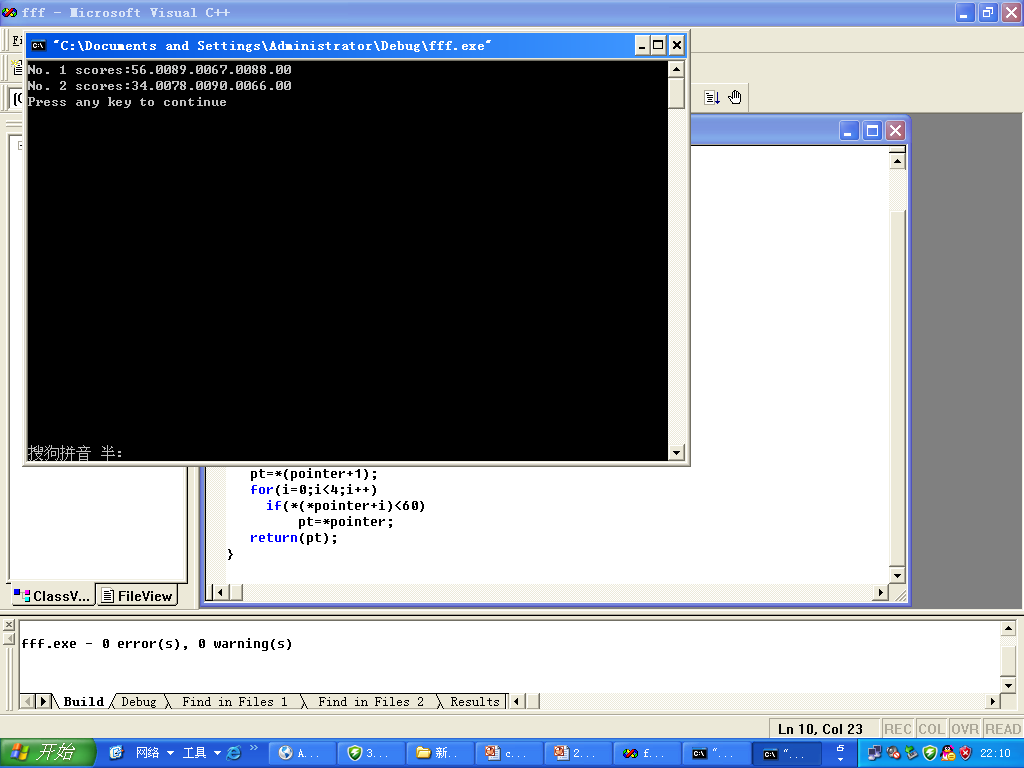 fff - Microsoft Visual C++
"C:\Documents and Settings\Administrator\Debug\fff.exe"
No. 1 scores:56.0089.0067.0088.00
No. 2 scores:34.0078.0090.0066.00
Press any key to continue
搜狗拼音 半:
pt=*(pointer+1);
for(i=0;i<4;i++)
if(*(*pointer+i)<60)
pt=*pointer;
return(pt);
}
ClassV... FileView
fff.exe - 0 error(s), 0 warning(s)
Build Debug Find in Files 1 Find in Files 2 Results
Ln 10, Col 23 REC COL OVR READ
开始 网络 工具 » A... 3... 新... c... 2... f... "... "... 5 22:10